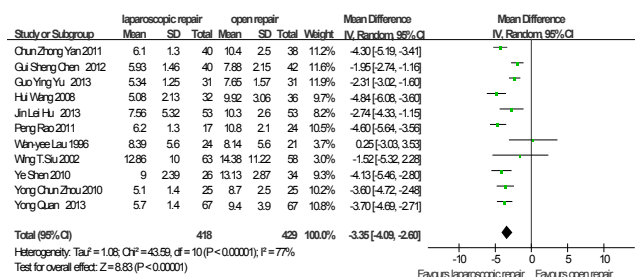 laparoscopic repair open repair Mean Difference Mean Difference
Study or Subgroup Mean SD Total Mean SD Total Weight IV, Random, 95% CI IV, Random, 95% CI
Chun Zhong Yan 2011 6.1 1.3 40 10.4 2.5 38 11.2% -4.30 [-5.19, -3.41]
Gui Sheng Chen 2012 5.93 1.46 40 7.88 2.15 42 11.5% -1.95 [-2.74, -1.16]
Guo Ying Yu 2013 5.34 1.25 31 7.65 1.57 31 11.7% -2.31 [-3.02, -1.60]
Hui Wang 2008 5.08 2.13 32 9.92 3.06 36 9.7% -4.84 [-6.08, -3.60]
Jin Lei Hu 2013 7.56 5.32 53 10.3 2.6 53 8.2% -2.74 [-4.33, -1.15]
Peng Rao 2011 6.2 1.3 17 10.8 2.1 24 10.6% -4.60 [-5.64, -3.56]
Wan-yee Lau 1996 8.39 5.6 24 8.14 5.6 21 3.9% 0.25 [-3.03, 3.53]
Wing T.Siu 2002 12.86 10 63 14.38 11.22 58 3.1% -1.52 [-5.32, 2.28]
Ye Shen 2010 9 2.39 26 13.13 2.87 34 9.1% -4.13 [-5.46, -2.80]
Yong Chun Zhou 2010 5.1 1.4 25 8.7 2.5 25 10.3% -3.60 [-4.72, -2.48]
Yong Quan 2013 5.7 1.4 67 9.4 3.9 67 10.8% -3.70 [-4.69, -2.71]
Total (95% CI) 418 429 100.0% -3.35 [-4.09, -2.60]
Heterogeneity: Tau² = 1.08; Chi² = 43.59, df = 10 (P < 0.00001); I² = 77%
Test for overall effect: Z = 8.83 (P < 0.00001)
-10 -5 0 5 10
Favours laparoscopic repair Favours open repair